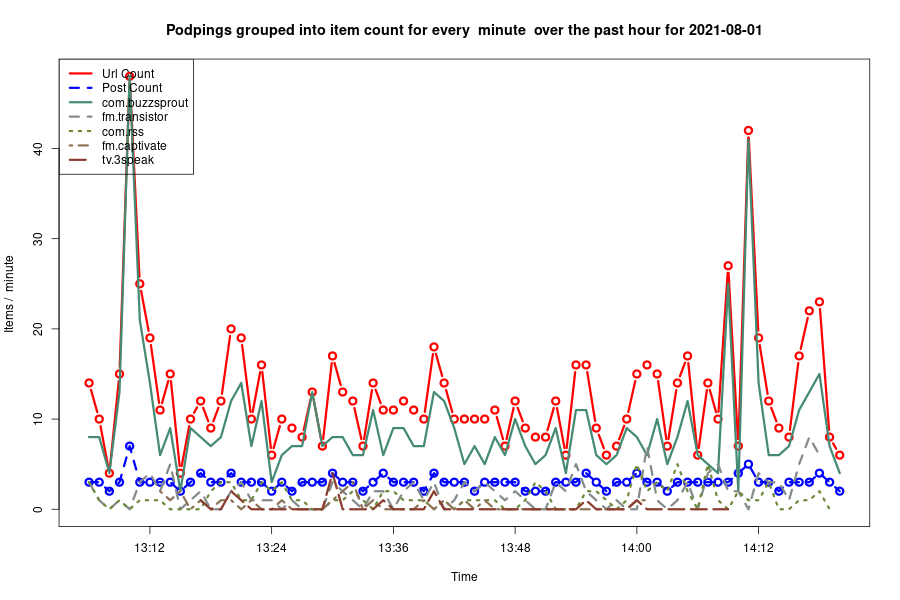 Podpings grouped into item count for every  minute  over the past hour for 2021-08-01
Url Count
Post Count
com.buzzsprout
fm.transistor
com.rss
fm.captivate
tv.3speak
Items /  minute
40
30
20
10
0
13:12
13:24
13:36
13:48
14:00
14:12
Time